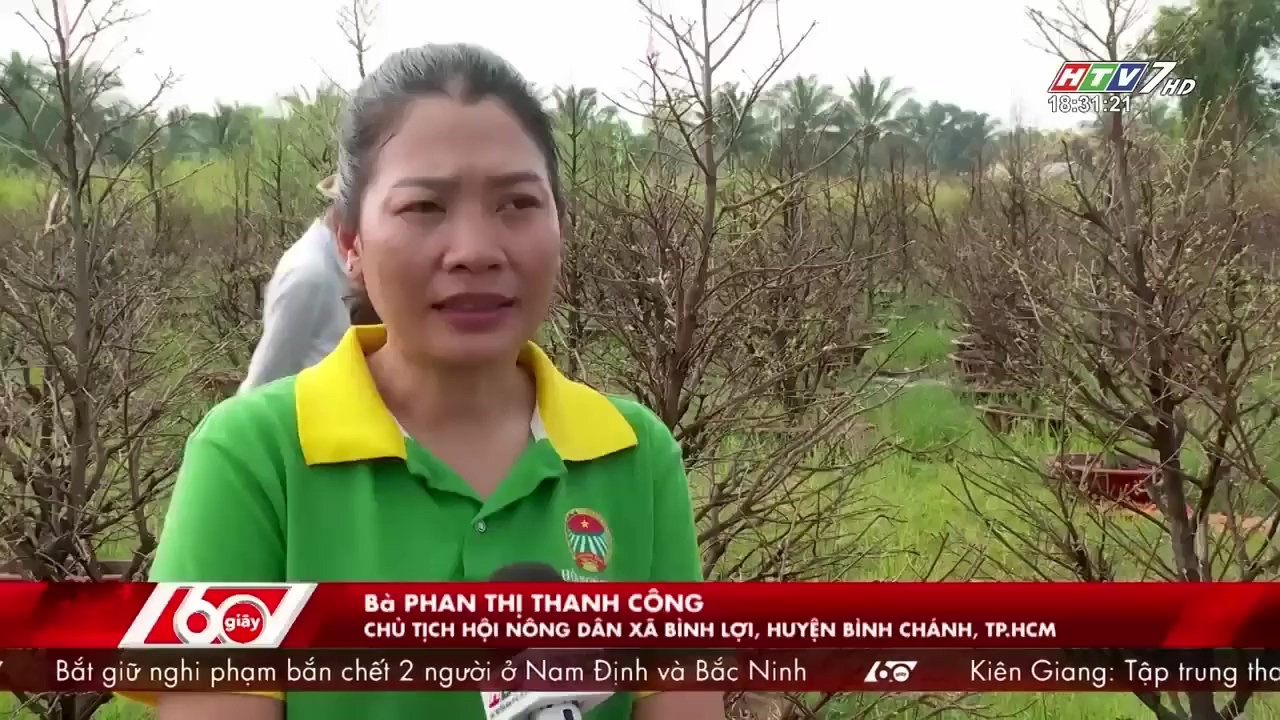 HTV7 HD
18:31:21
60 giây
Bà PHAN THỊ THANH CÔNG
CHỦ TỊCH HỘI NÔNG DÂN XÃ BÌNH LỢI, HUYỆN BÌNH CHÁNH, TP.HCM
Bắt giữ nghi phạm bắn chết 2 người ở Nam Định và Bắc Ninh 60 giây Kiên Giang: Tập trung